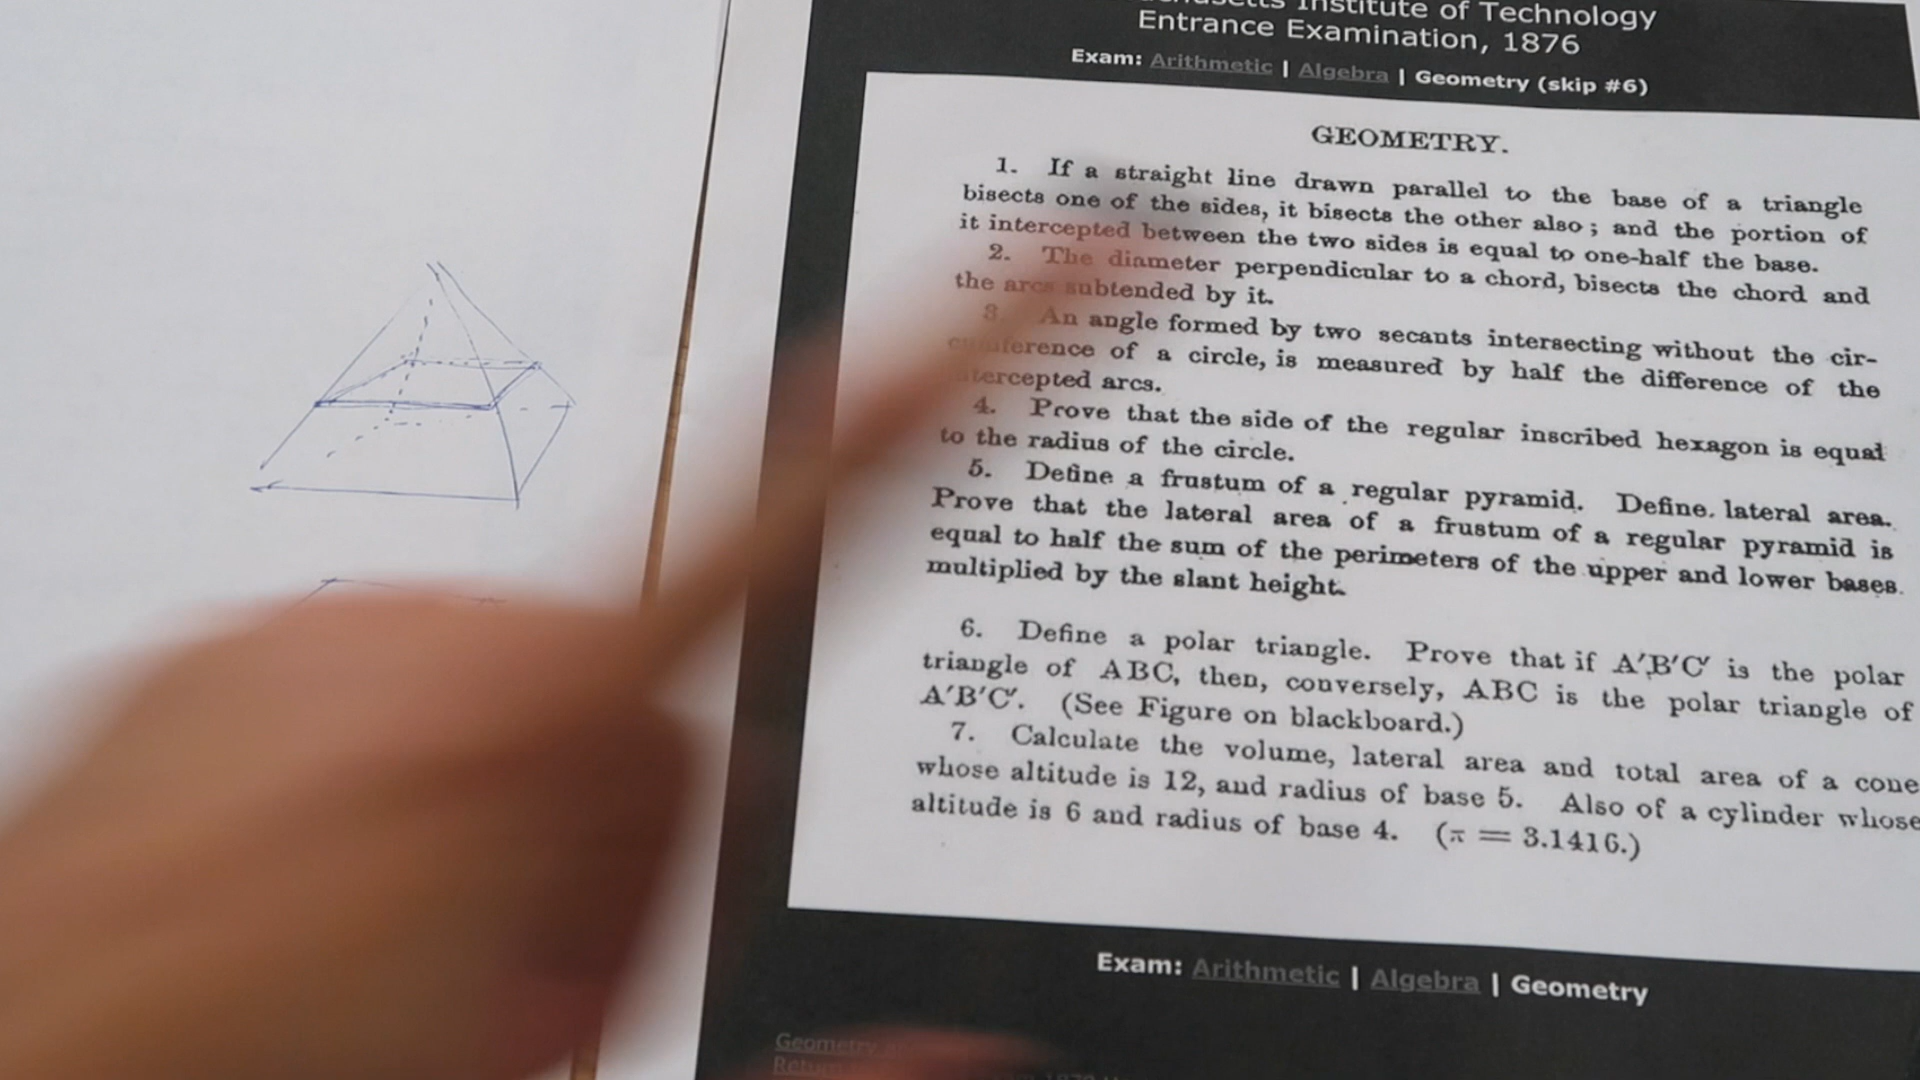 Institute of Technology
Entrance Examination, 1876
Exam: Arithmetic | Algebra | Geometry (skip #6)
GEOMETRY.
1. If a straight line drawn parallel to the base of a triangle
bisects one of the sides, it bisects the other also; and the portion of
it intercepted between the two sides is equal to one-half the base.
2. The diameter perpendicular to a chord, bisects the chord and
the arcs subtended by it.
3. An angle formed by two secants intersecting without the cir-
cumference of a circle, is measured by half the difference of the
intercepted arcs.
4. Prove that the side of the regular inscribed hexagon is equal
to the radius of the circle.
5. Define a frustum of a regular pyramid. Define. lateral area.
Prove that the lateral area of a frustum of a regular pyramid is
equal to half the sum of the perimeters of the upper and lower bases.
multiplied by the slant height.
6. Define a polar triangle. Prove that if A'B'C' is the polar
triangle of ABC, then, conversely, ABC is the polar triangle of
A'B'C'. (See Figure on blackboard.)
7. Calculate the volume, lateral area and total area of a cone
whose altitude is 12, and radius of base 5. Also of a cylinder whose
altitude is 6 and radius of base 4. (π = 3.1416.)
Exam: Arithmetic | Algebra | Geometry
Geometry
Return